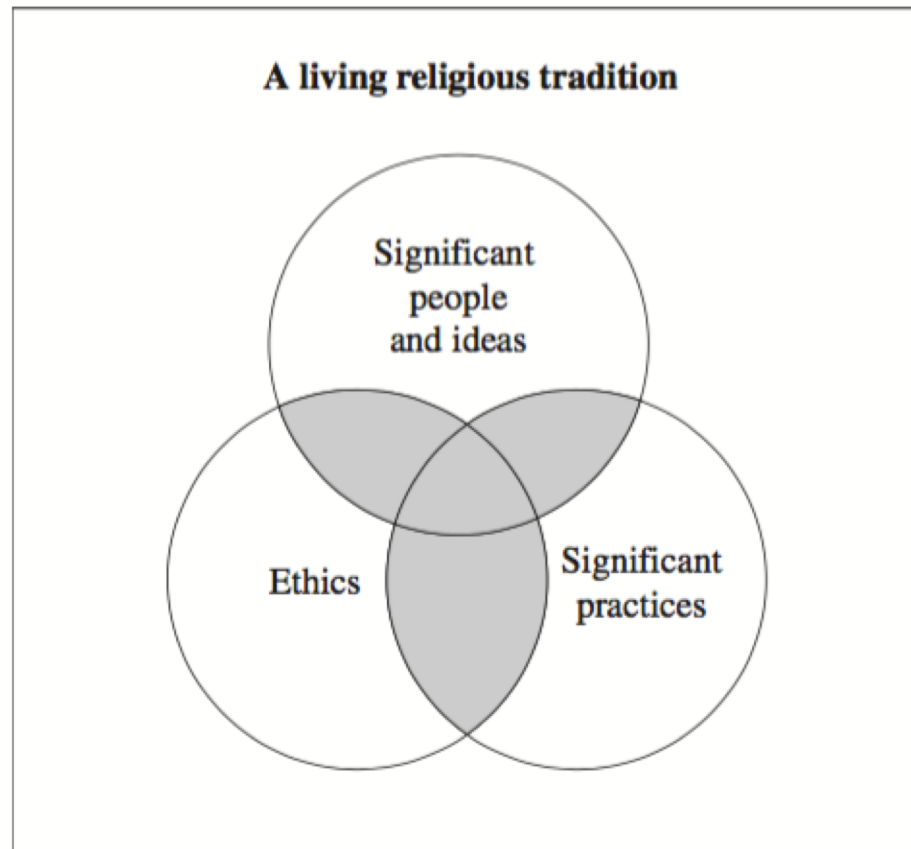 A living religious tradition
Significant
people
and ideas
Ethics
Significant
practices